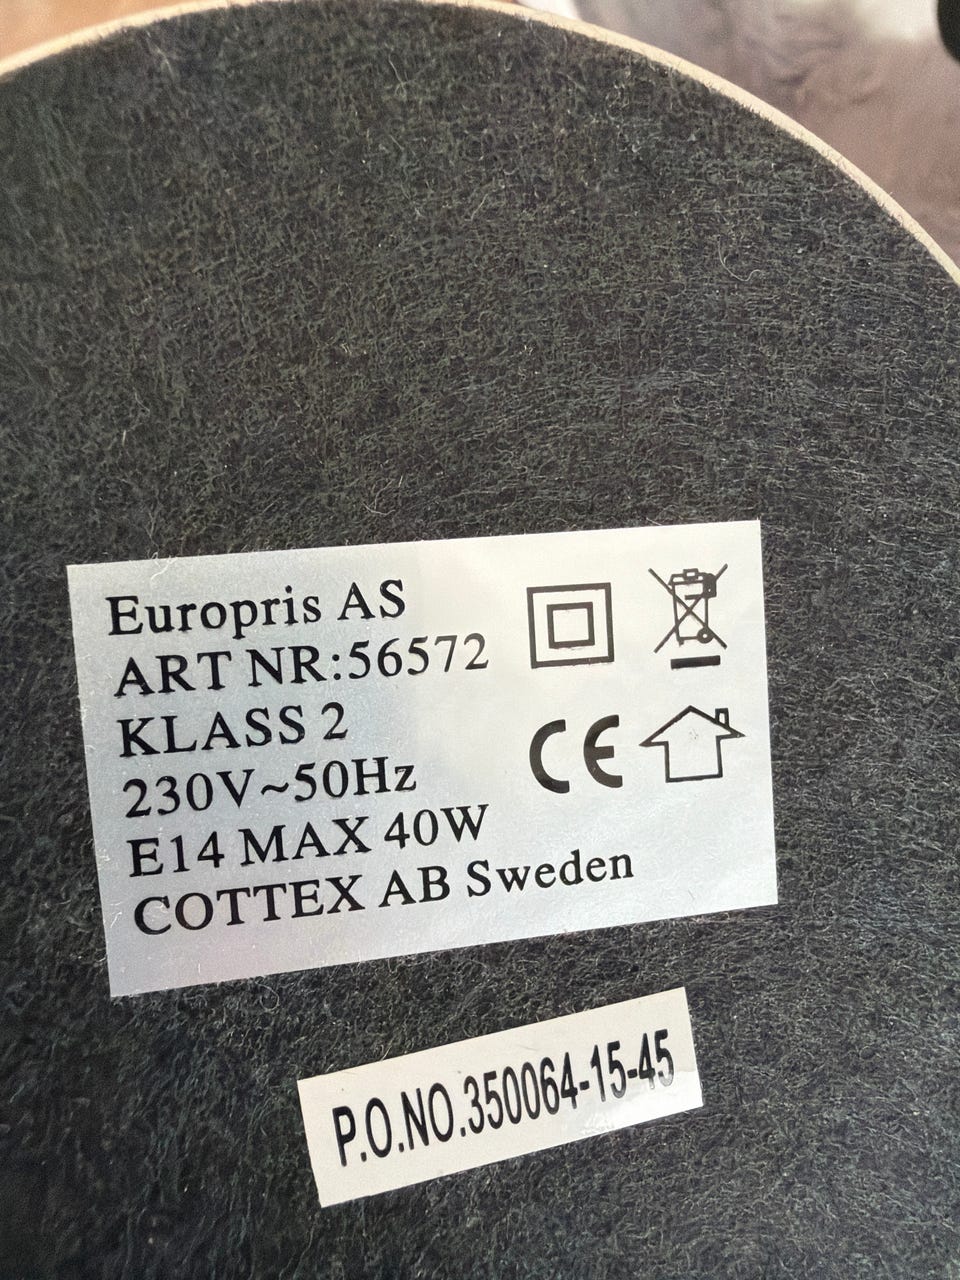 Europris AS
ART NR:56572
KLASS 2
230V~50Hz
E14 MAX 40W
COTTEX AB Sweden
CE
P.O.NO.350064-15-45